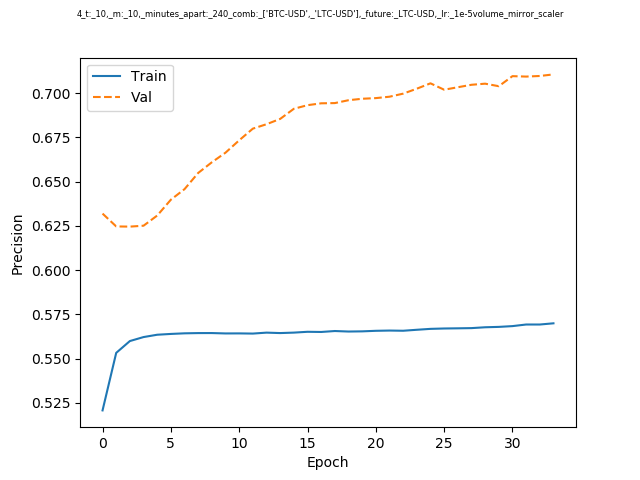 4_t:_10,_m:_10,_minutes_apart:_240_comb:_['BTC-USD',_'LTC-USD'],_future:_LTC-USD,_lr:_1e-5volume_mirror_scaler
Train
Val
0.700
0.675
0.650
0.625
0.600
0.575
0.550
0.525
Precision
0 5 10 15 20 25 30
Epoch